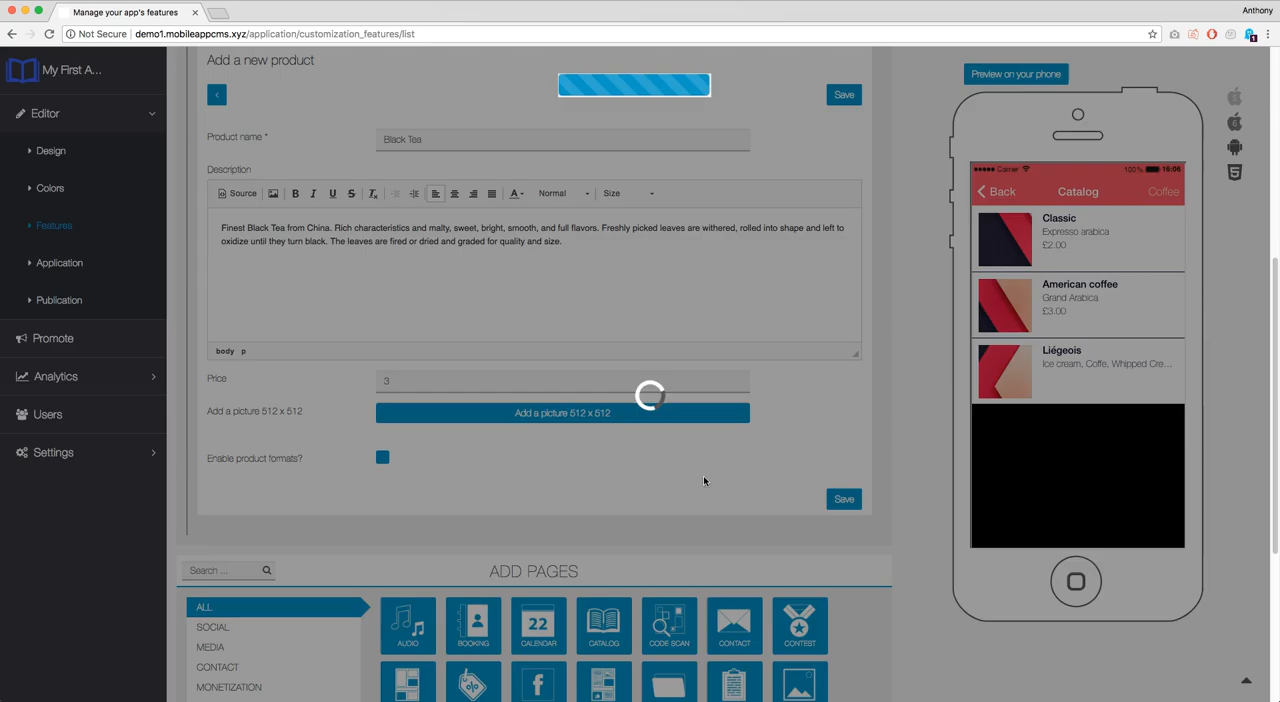 Manage your app's features
Anthony
Not Secure demo1.mobileappcms.xyz/application/customization_features/list
My First A...
Editor
Design
Colors
Features
Application
Publication
Promote
Analytics
Users
Settings
Add a new product
Save
Product name *
Black Tea
Description
Source
B I U S Tx A Normal Size
Finest Black Tea from China. Rich characteristics and malty, sweet, bright, smooth, and full flavors. Freshly picked leaves are withered, rolled into shape and left to
oxidize until they turn black. The leaves are fired or dried and graded for quality and size.
body p
Price
3
Add a picture 512 x 512
Add a picture 512 x 512
Enable product formats?
Save
Search ...
ADD PAGES
ALL
SOCIAL
MEDIA
CONTACT
MONETIZATION
AUDIO
BOOKING
22
CALENDAR
CATALOG
CODE SCAN
CONTACT
CONTEST
Preview on your phone
Carrier 100% 16:06
Back Catalog Coffee
Classic
Expresso arabica
£2.00
American coffee
Grand Arabica
£3.00
Liégeois
Ice cream, Coffe, Whipped Cre...